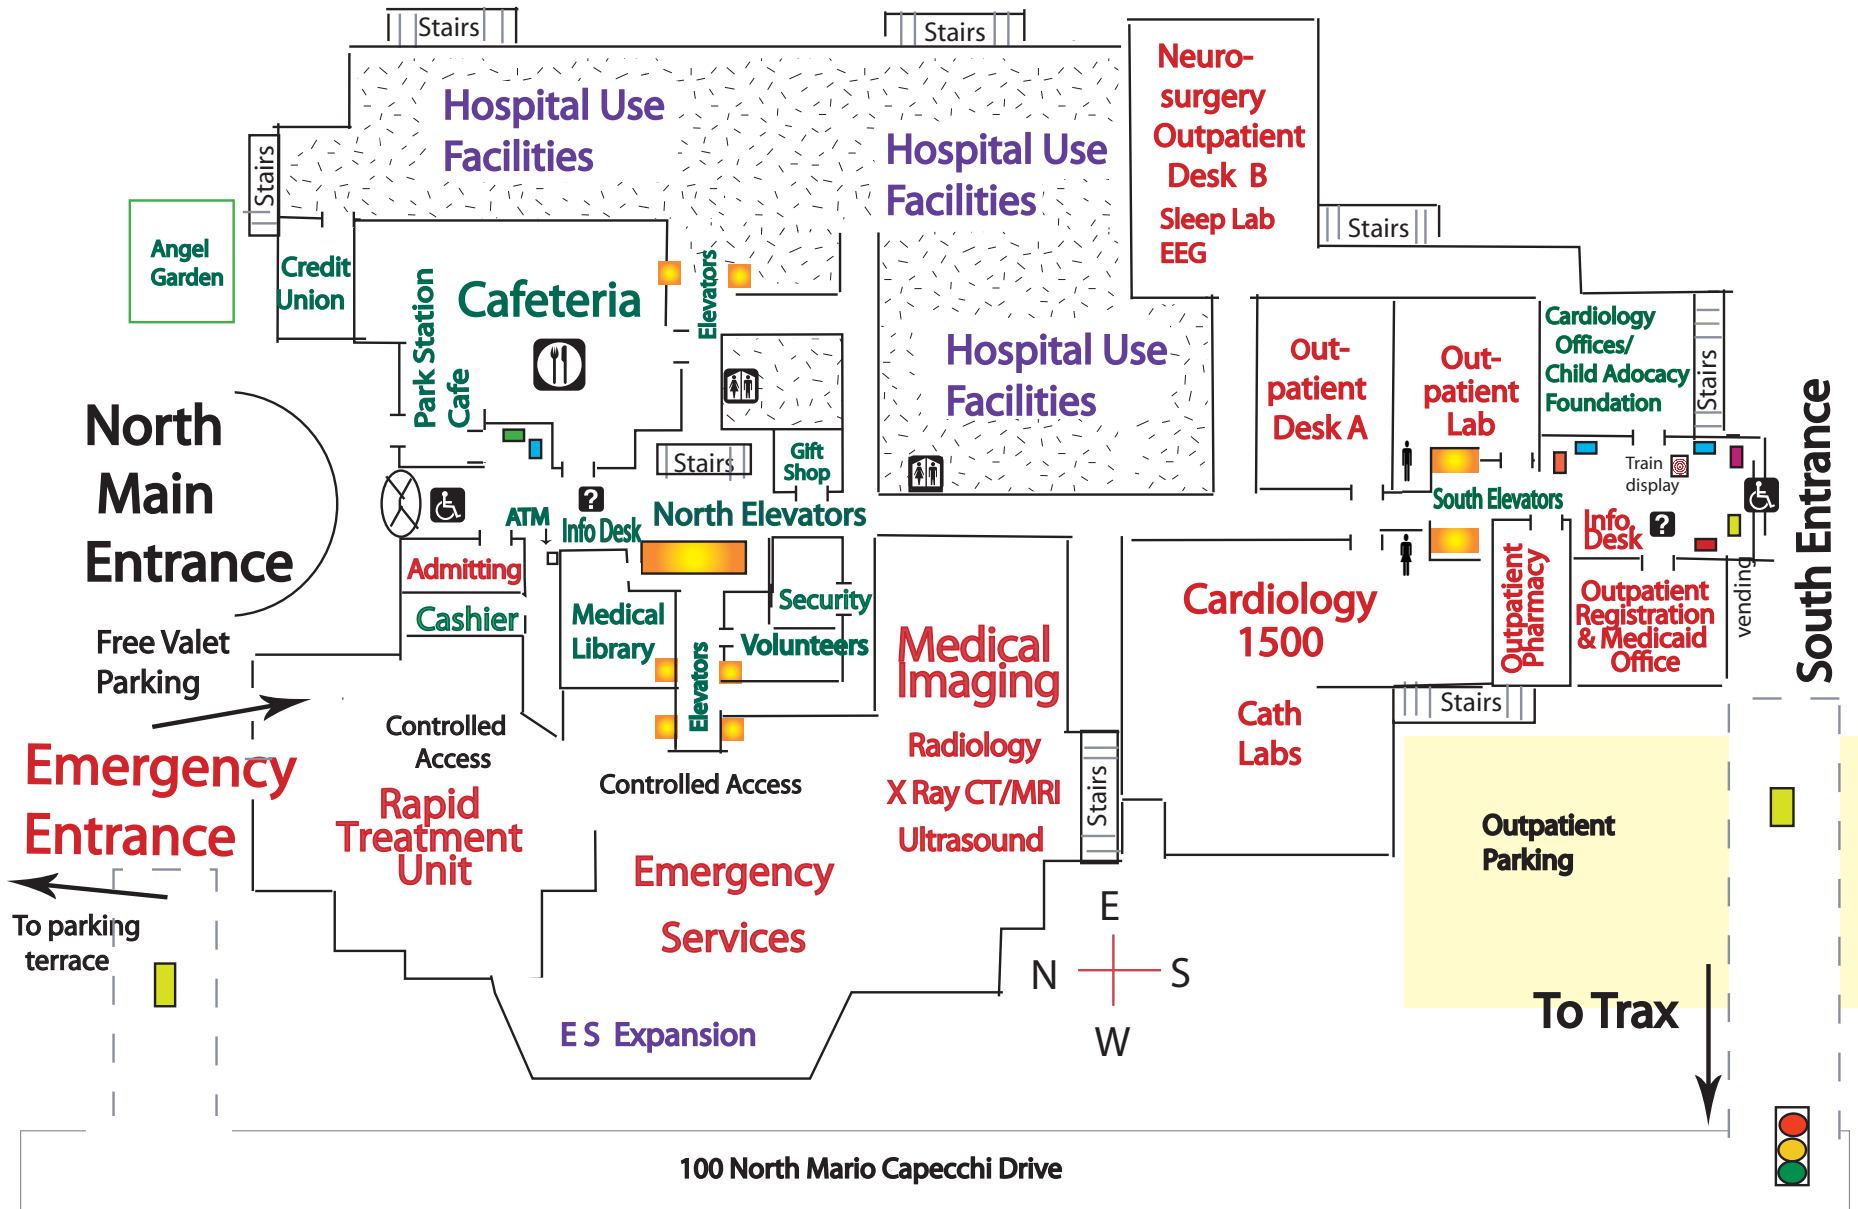 Stairs
Stairs
Neuro-
surgery
Outpatient
Desk B
Sleep Lab
EEG
Hospital Use
Facilities
Hospital Use
Facilities
Stairs
Stairs
Angel
Garden
Credit
Union
Park Station
Cafe
Cafeteria
Elevators
Hospital Use
Facilities
Out-
patient
Desk A
Out-
patient
Lab
Cardiology
Offices/
Child Adocacy
Foundation
Stairs
North
Main
Entrance
Stairs
Gift
Shop
ATM
?
Info Desk
North Elevators
South Elevators
Train
display
Info.
Desk
?
South Entrance
Admitting
Cashier
Medical
Library
Elevators
Security
Volunteers
Medical
Imaging
Radiology
X Ray CT/MRI
Ultrasound
Stairs
Cardiology
1500
Cath
Labs
Outpatient
Pharmacy
Outpatient
Registration
& Medicaid
Office
vending
Stairs
Free Valet
Parking
Emergency
Entrance
To parking
terrace
Controlled
Access
Rapid
Treatment
Unit
Controlled Access
Emergency
Services
E S Expansion
E
N
S
W
Outpatient
Parking
To Trax
100 North Mario Capecchi Drive